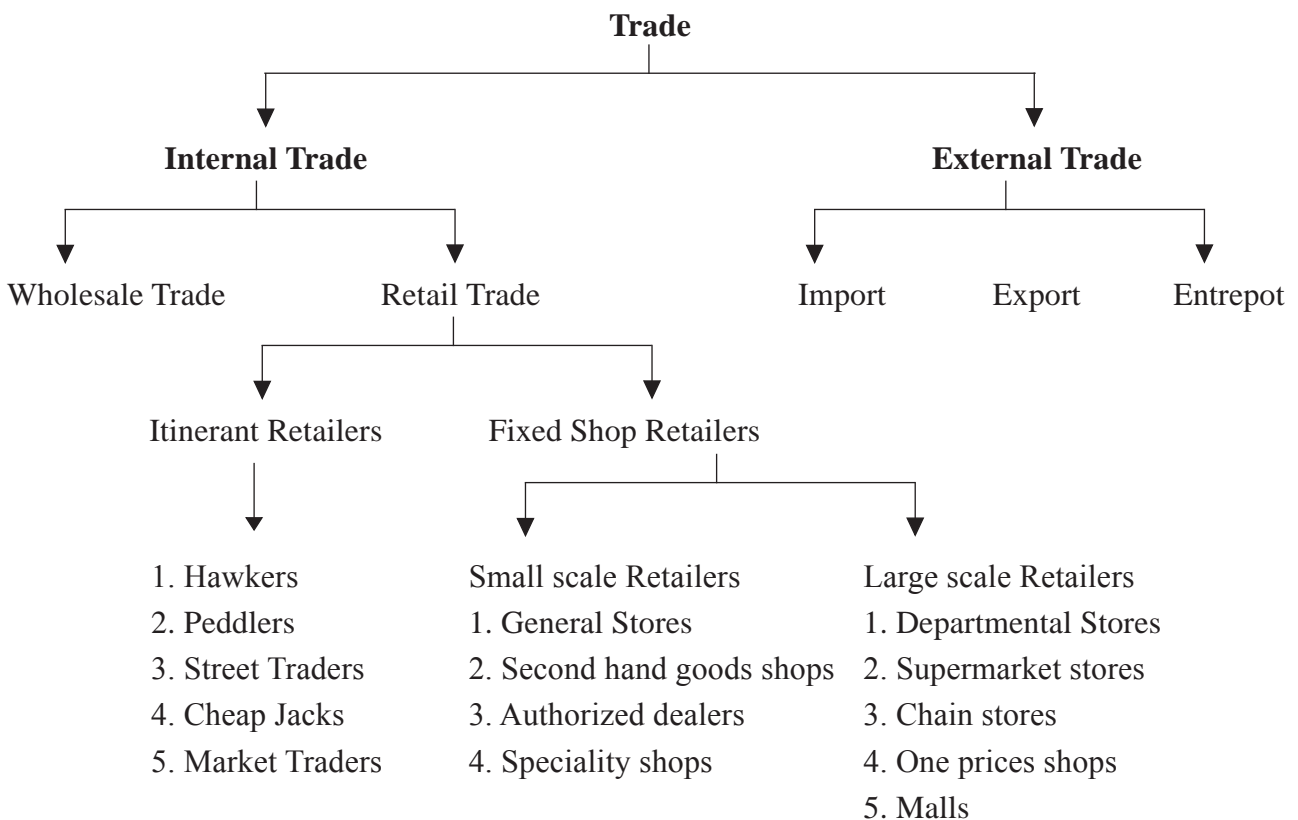 Trade
Internal Trade
External Trade
Wholesale Trade
Retail Trade
Import
Export
Entrepot
Itinerant Retailers
Fixed Shop Retailers
1. Hawkers
2. Peddlers
3. Street Traders
4. Cheap Jacks
5. Market Traders
Small scale Retailers
1. General Stores
2. Second hand goods shops
3. Authorized dealers
4. Speciality shops
Large scale Retailers
1. Departmental Stores
2. Supermarket stores
3. Chain stores
4. One prices shops
5. Malls